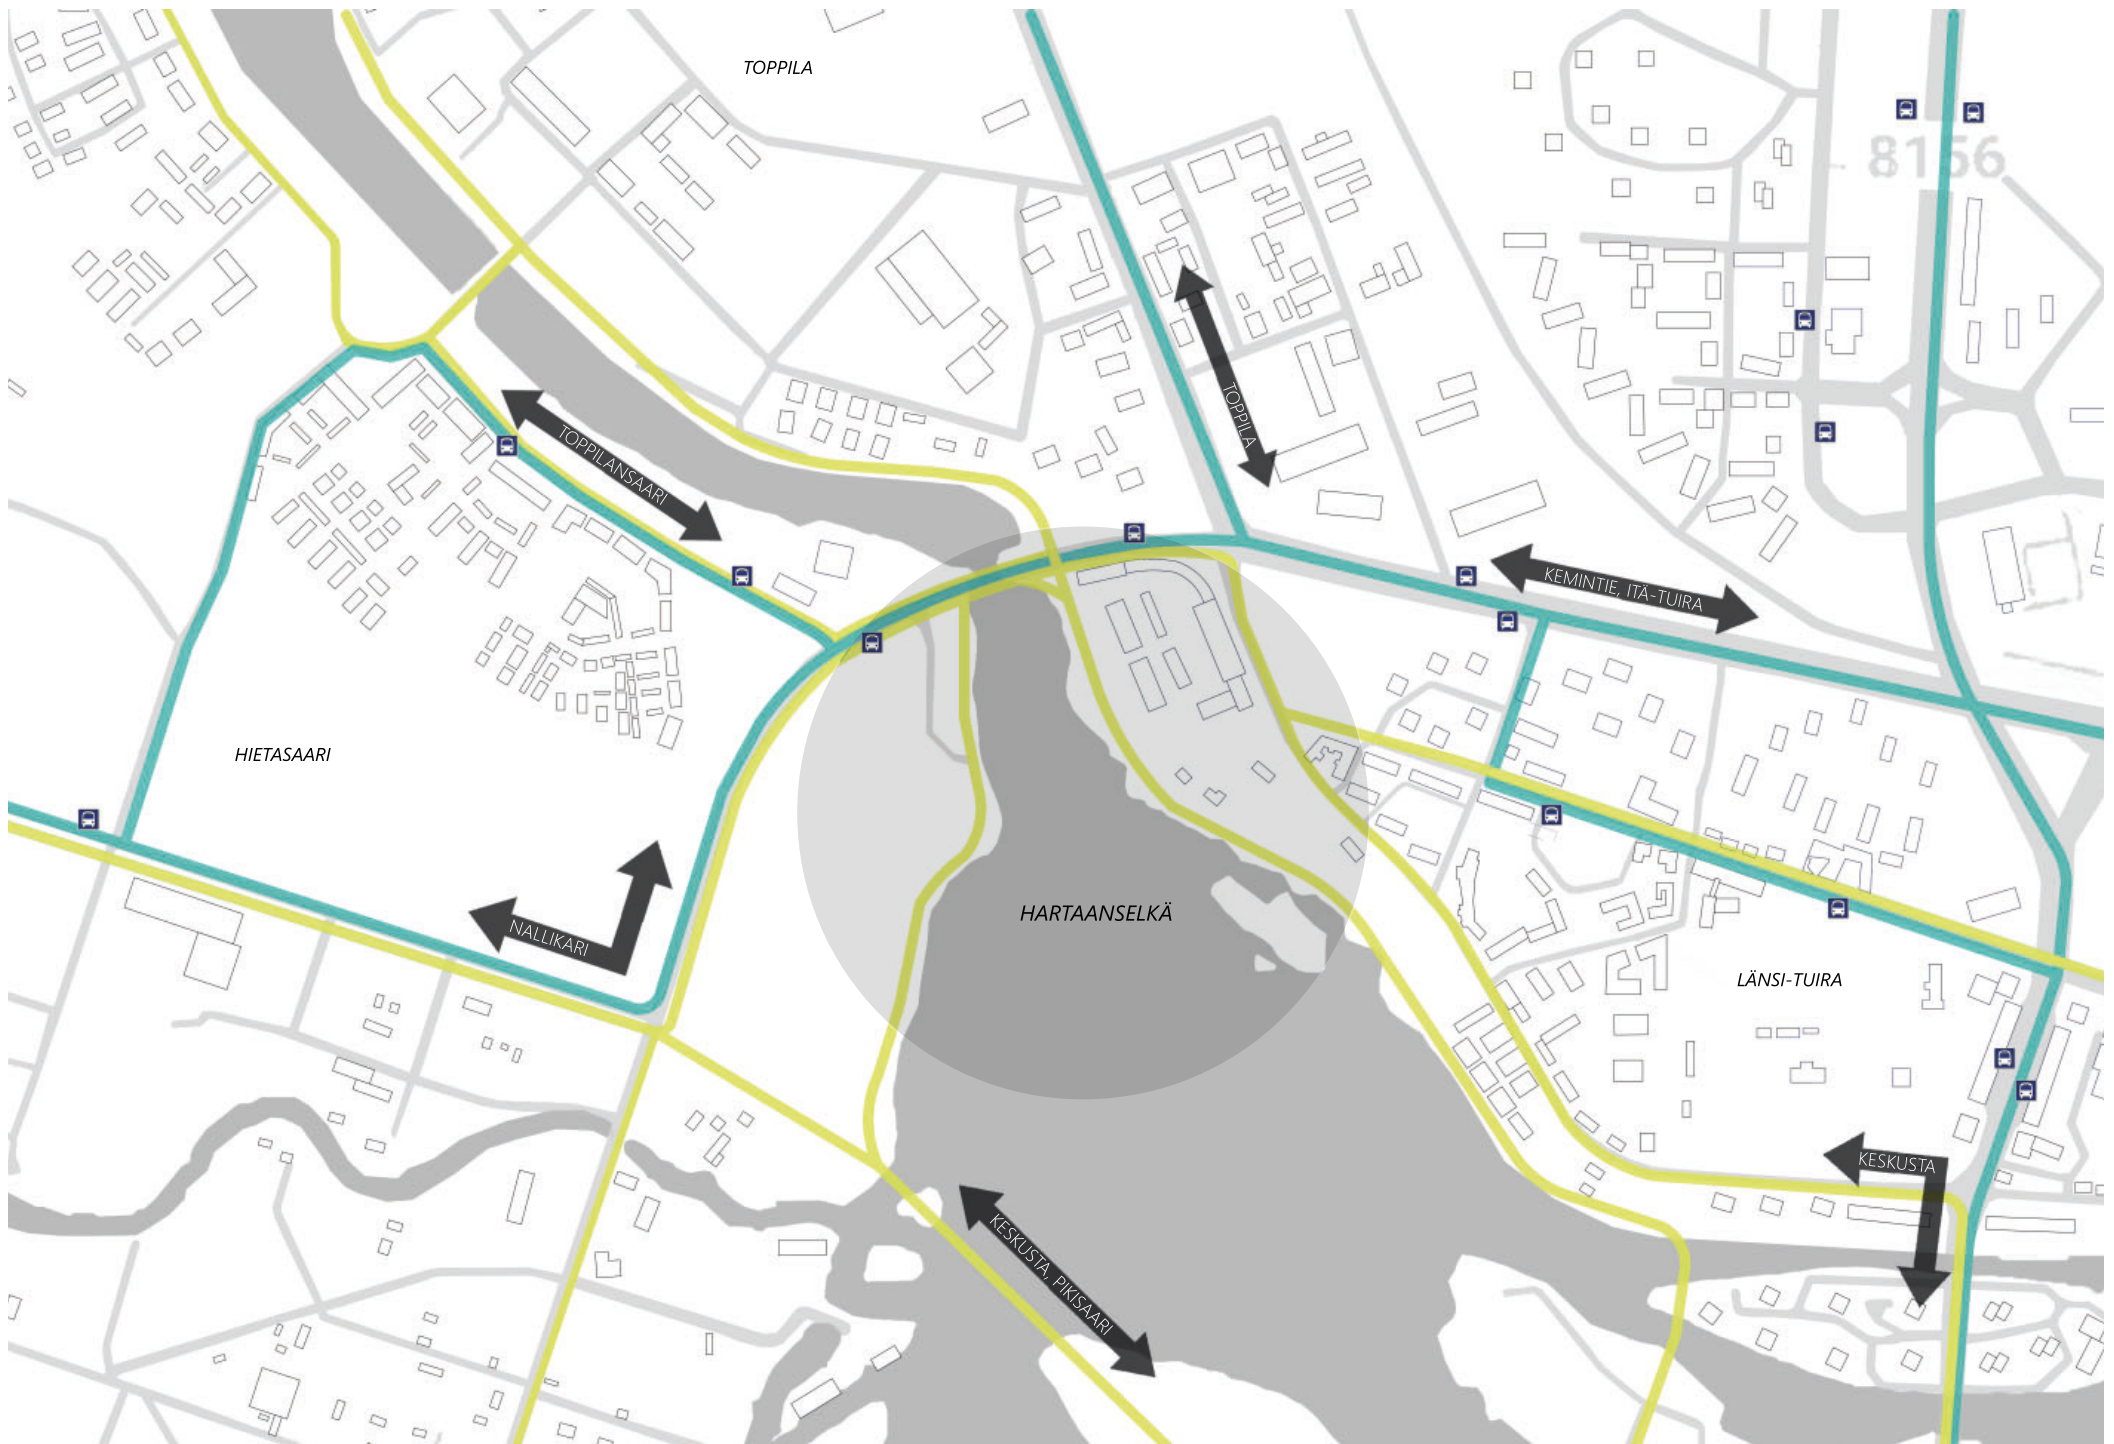 TOPPILA
8156
TOPPILA
TOPPILANSAARI
KEMINTIE, ITÄ-TUIRA
HIETASAARI
HARTAANSELKÄ
NALLIKARI
LÄNSI-TUIRA
KESKUSTA
KESKUSTA, PIKISAARI